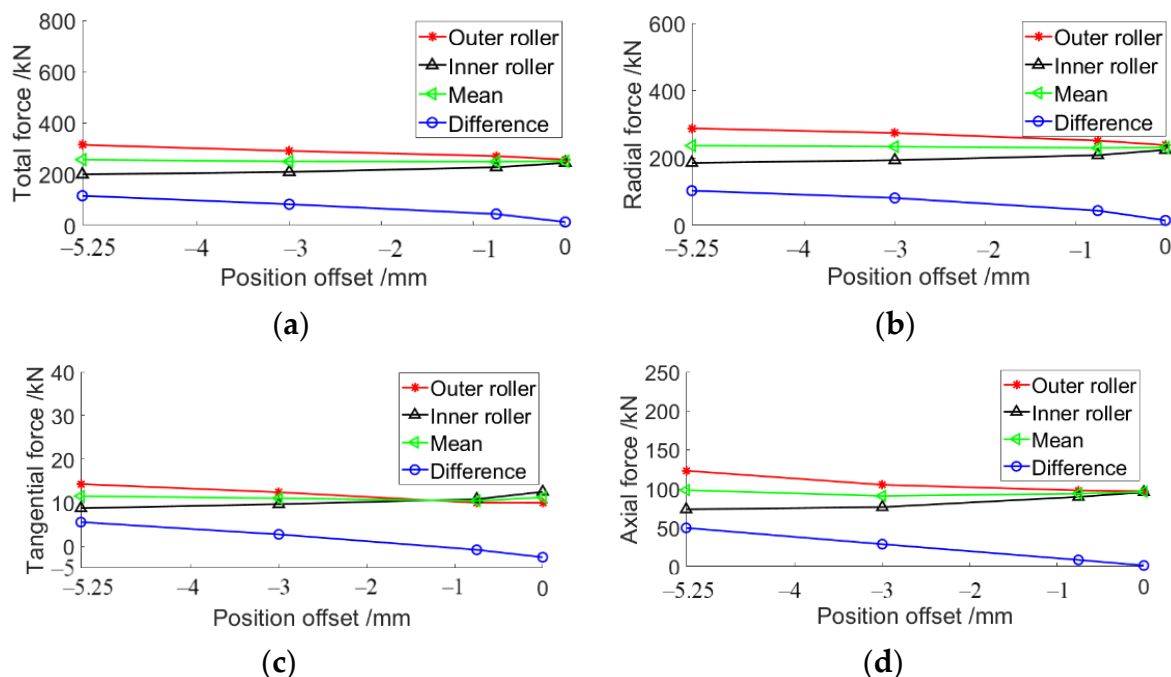 800
600
400
200
0
Total force /kN
Outer roller
Inner roller
Mean
Difference
−5.25 −4 −3 −2 −1 0
Position offset /mm
(a)
600
400
200
0
Radial force /kN
Outer roller
Inner roller
Mean
Difference
−5.25 −4 −3 −2 −1 0
Position offset /mm
(b)
40
30
20
10
0
−5
Tangential force /kN
Outer roller
Inner roller
Mean
Difference
−5.25 −4 −3 −2 −1 0
Position offset /mm
(c)
250
200
150
100
50
0
Axial force /kN
Outer roller
Inner roller
Mean
Difference
−5.25 −4 −3 −2 −1 0
Position offset /mm
(d)